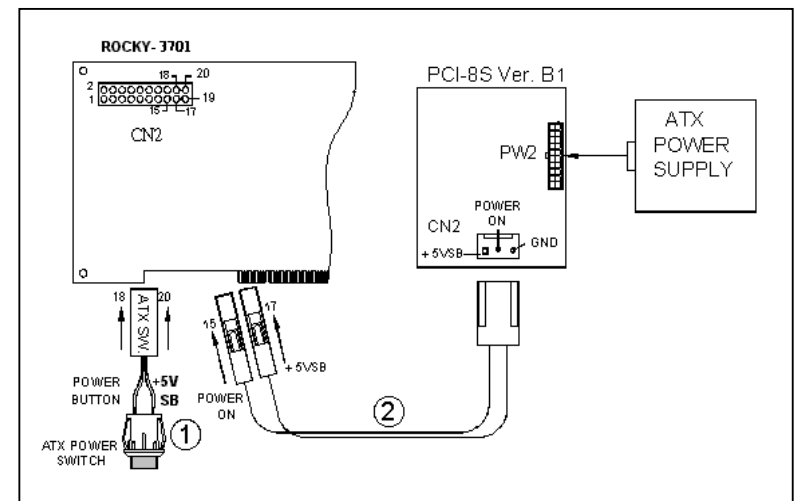 ROCKY-3701
18 20
2
1
15 17
19
CN2
PCI-8S Ver. B1
PW2
ATX
POWER
SUPPLY
POWER
ON
CN2
GND
+5VSB
18
20
ATX SW.
15
17
+5VSB
POWER
ON
POWER
BUTTON
+5V
SB
1
2
ATX POWER
SWITCH